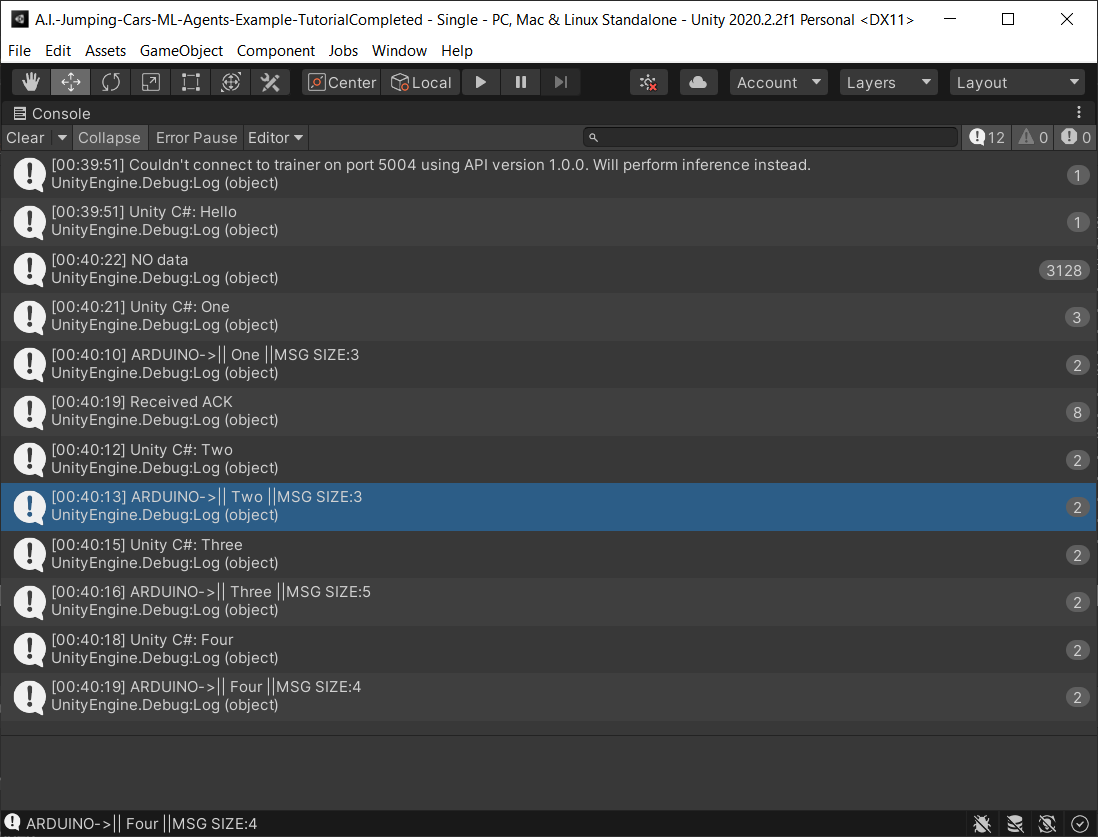 A.I.-Jumping-Cars-ML-Agents-Example-TutorialCompleted - Single - PC, Mac & Linux Standalone - Unity 2020.2.2f1 Personal <DX11>
File Edit Assets GameObject Component Jobs Window Help
Center Local Account Layers Layout
Console
Clear Collapse Error Pause Editor 12 0 0
[00:39:51] Couldn't connect to trainer on port 5004 using API version 1.0.0. Will perform inference instead.
UnityEngine.Debug:Log (object)
1
[00:39:51] Unity C#: Hello
UnityEngine.Debug:Log (object)
1
[00:40:22] NO data
UnityEngine.Debug:Log (object)
3128
[00:40:21] Unity C#: One
UnityEngine.Debug:Log (object)
3
[00:40:10] ARDUINO->|| One ||MSG SIZE:3
UnityEngine.Debug:Log (object)
2
[00:40:19] Received ACK
UnityEngine.Debug:Log (object)
8
[00:40:12] Unity C#: Two
UnityEngine.Debug:Log (object)
2
[00:40:13] ARDUINO->|| Two ||MSG SIZE:3
UnityEngine.Debug:Log (object)
2
[00:40:15] Unity C#: Three
UnityEngine.Debug:Log (object)
2
[00:40:16] ARDUINO->|| Three ||MSG SIZE:5
UnityEngine.Debug:Log (object)
2
[00:40:18] Unity C#: Four
UnityEngine.Debug:Log (object)
2
[00:40:19] ARDUINO->|| Four ||MSG SIZE:4
UnityEngine.Debug:Log (object)
2
ARDUINO->|| Four ||MSG SIZE:4